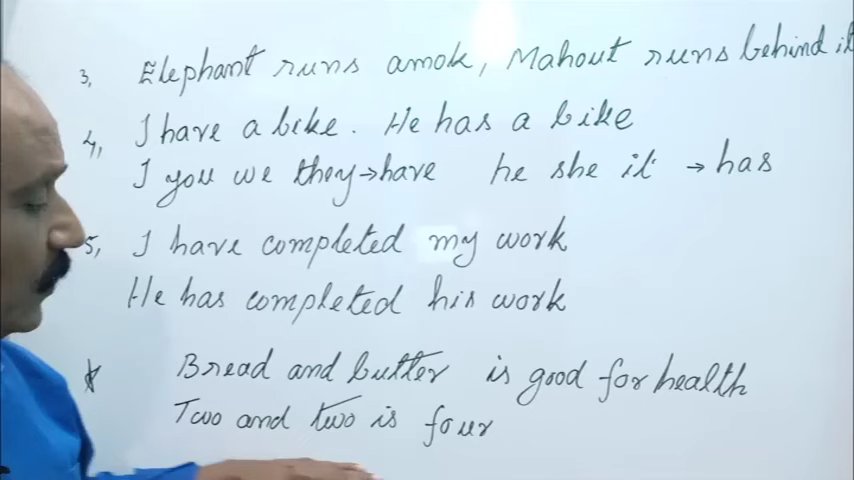 3, Elephant runs amok, Mahout runs behind it
4, I have a bike. He has a bike
I you we they→have he she it → has
5, I have completed my work
He has completed his work
* Bread and butter is good for health
Two and two is four